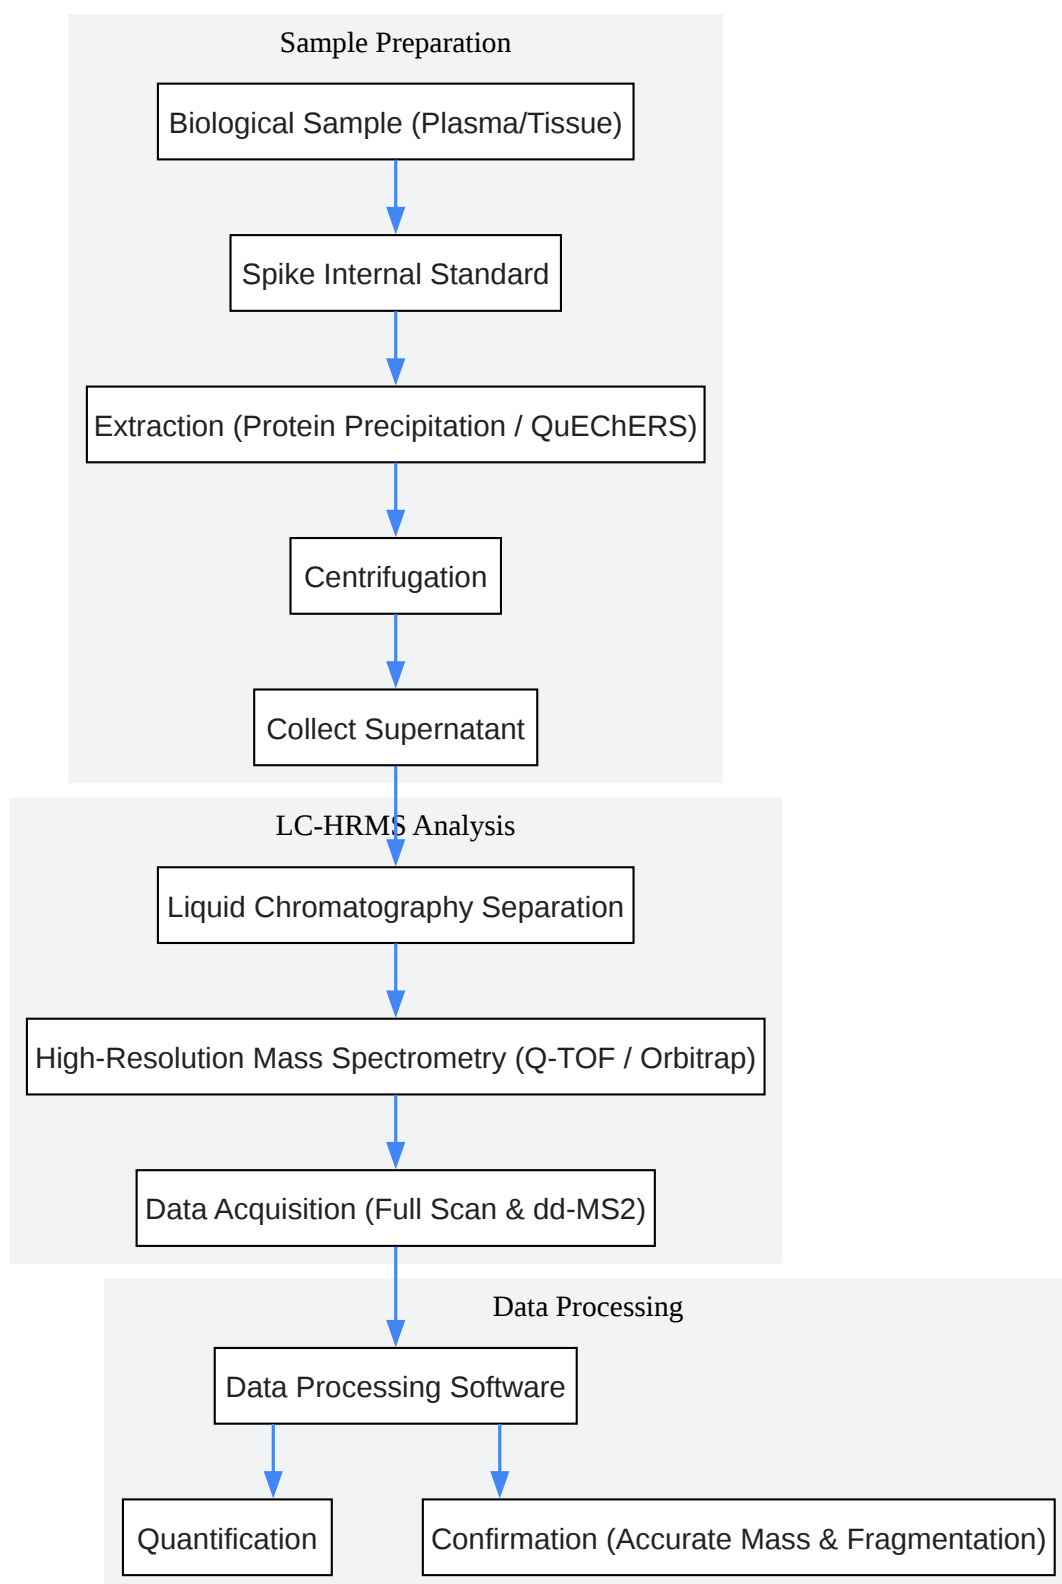 Sample Preparation
Biological Sample (Plasma/Tissue)
Spike Internal Standard
Extraction (Protein Precipitation / QuEChERS)
Centrifugation
Collect Supernatant
LC-HRMS Analysis
Liquid Chromatography Separation
High-Resolution Mass Spectrometry (Q-TOF / Orbitrap)
Data Acquisition (Full Scan & dd-MS2)
Data Processing
Data Processing Software
Quantification
Confirmation (Accurate Mass & Fragmentation)